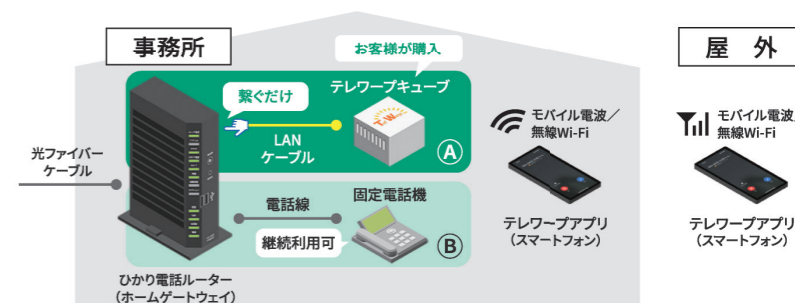 事務所
お客様が購入
テレワープキューブ
繋ぐだけ
LAN
ケーブル
Ⓐ
光ファイバー
ケーブル
電話線
固定電話機
継続利用可
Ⓑ
ひかり電話ルーター
（ホームゲートウェイ）
モバイル電波／
無線Wi-Fi
テレワープアプリ
（スマートフォン）
屋 外
モバイル電波/
無線Wi-Fi
テレワープアプリ
（スマートフォン）